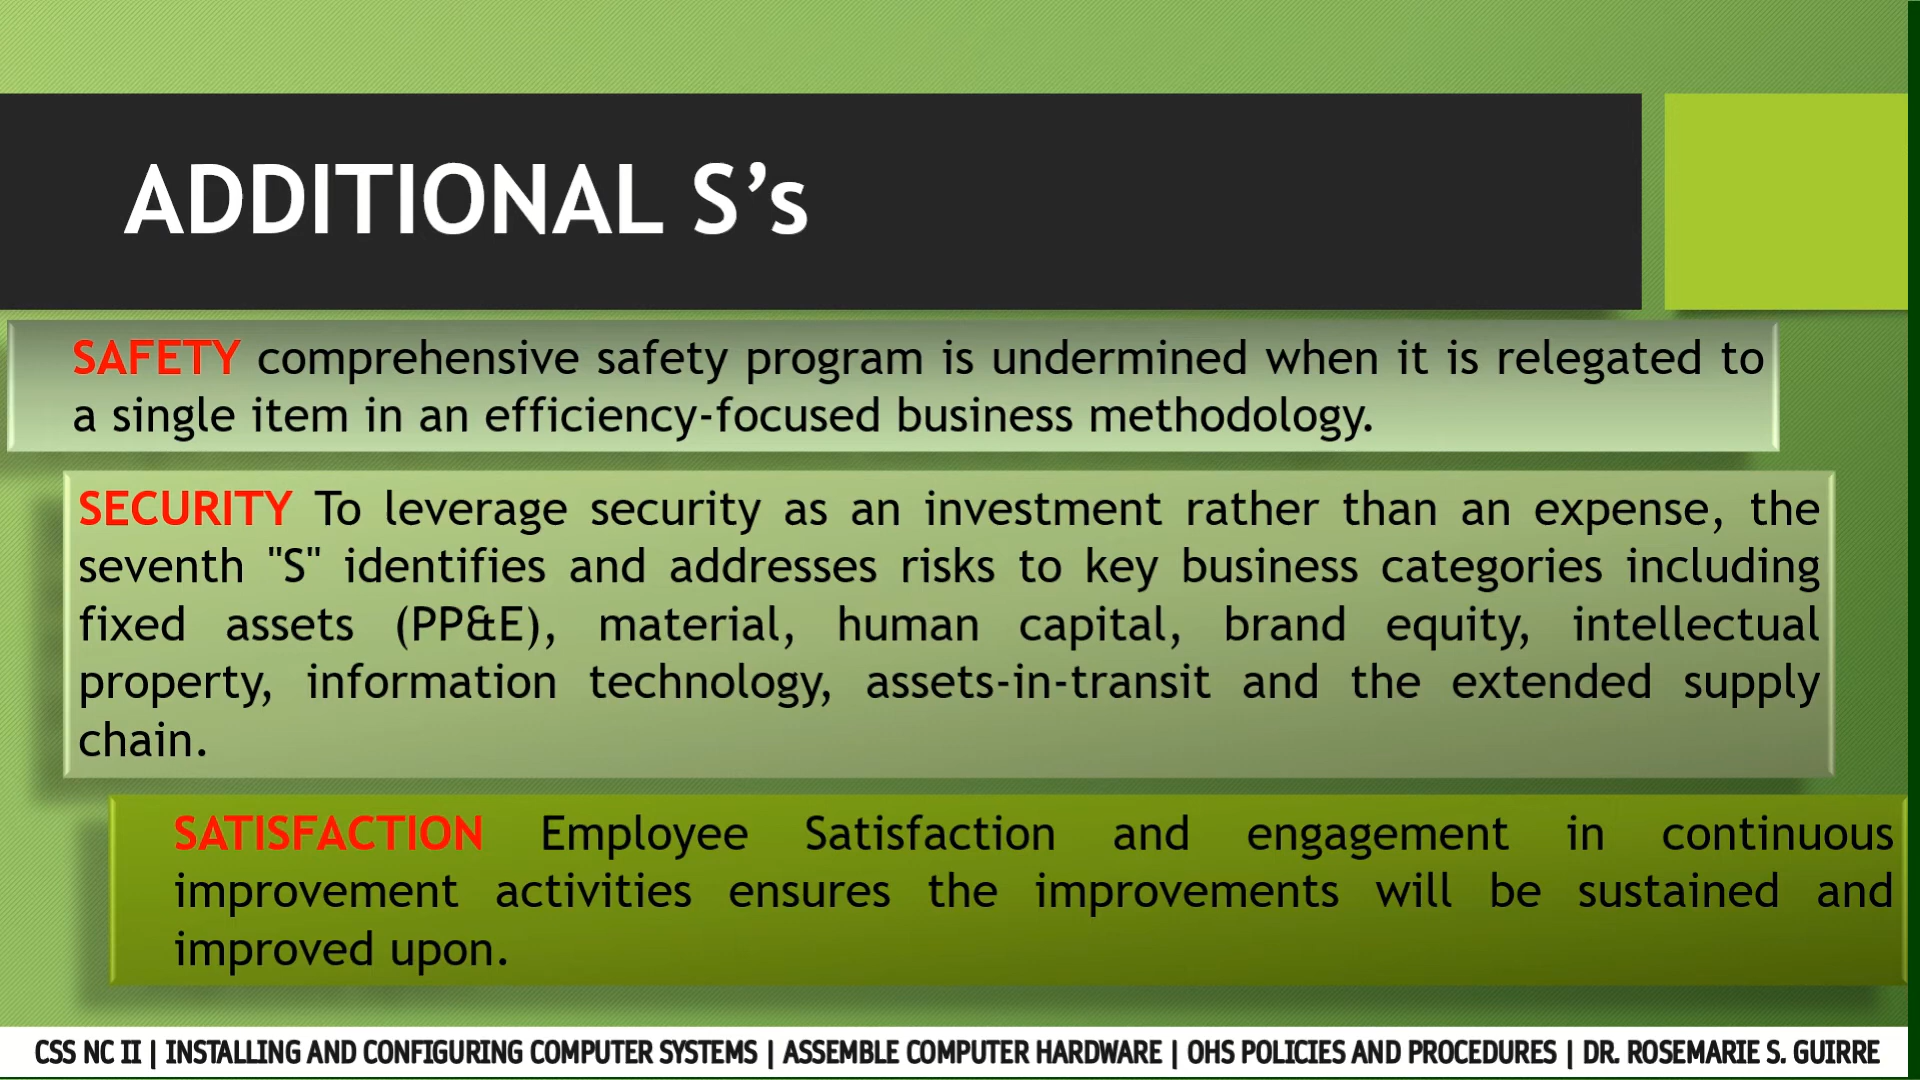 ADDITIONAL S’s
SAFETY comprehensive safety program is undermined when it is relegated to
a single item in an efficiency-focused business methodology.
SECURITY To leverage security as an investment rather than an expense, the
seventh "S" identifies and addresses risks to key business categories including
fixed assets (PP&E), material, human capital, brand equity, intellectual
property, information technology, assets-in-transit and the extended supply
chain.
SATISFACTION Employee Satisfaction and engagement in continuous
improvement activities ensures the improvements will be sustained and
improved upon.
CSS NC II | INSTALLING AND CONFIGURING COMPUTER SYSTEMS | ASSEMBLE COMPUTER HARDWARE | OHS POLICIES AND PROCEDURES | DR. ROSEMARIE S. GUIRRE